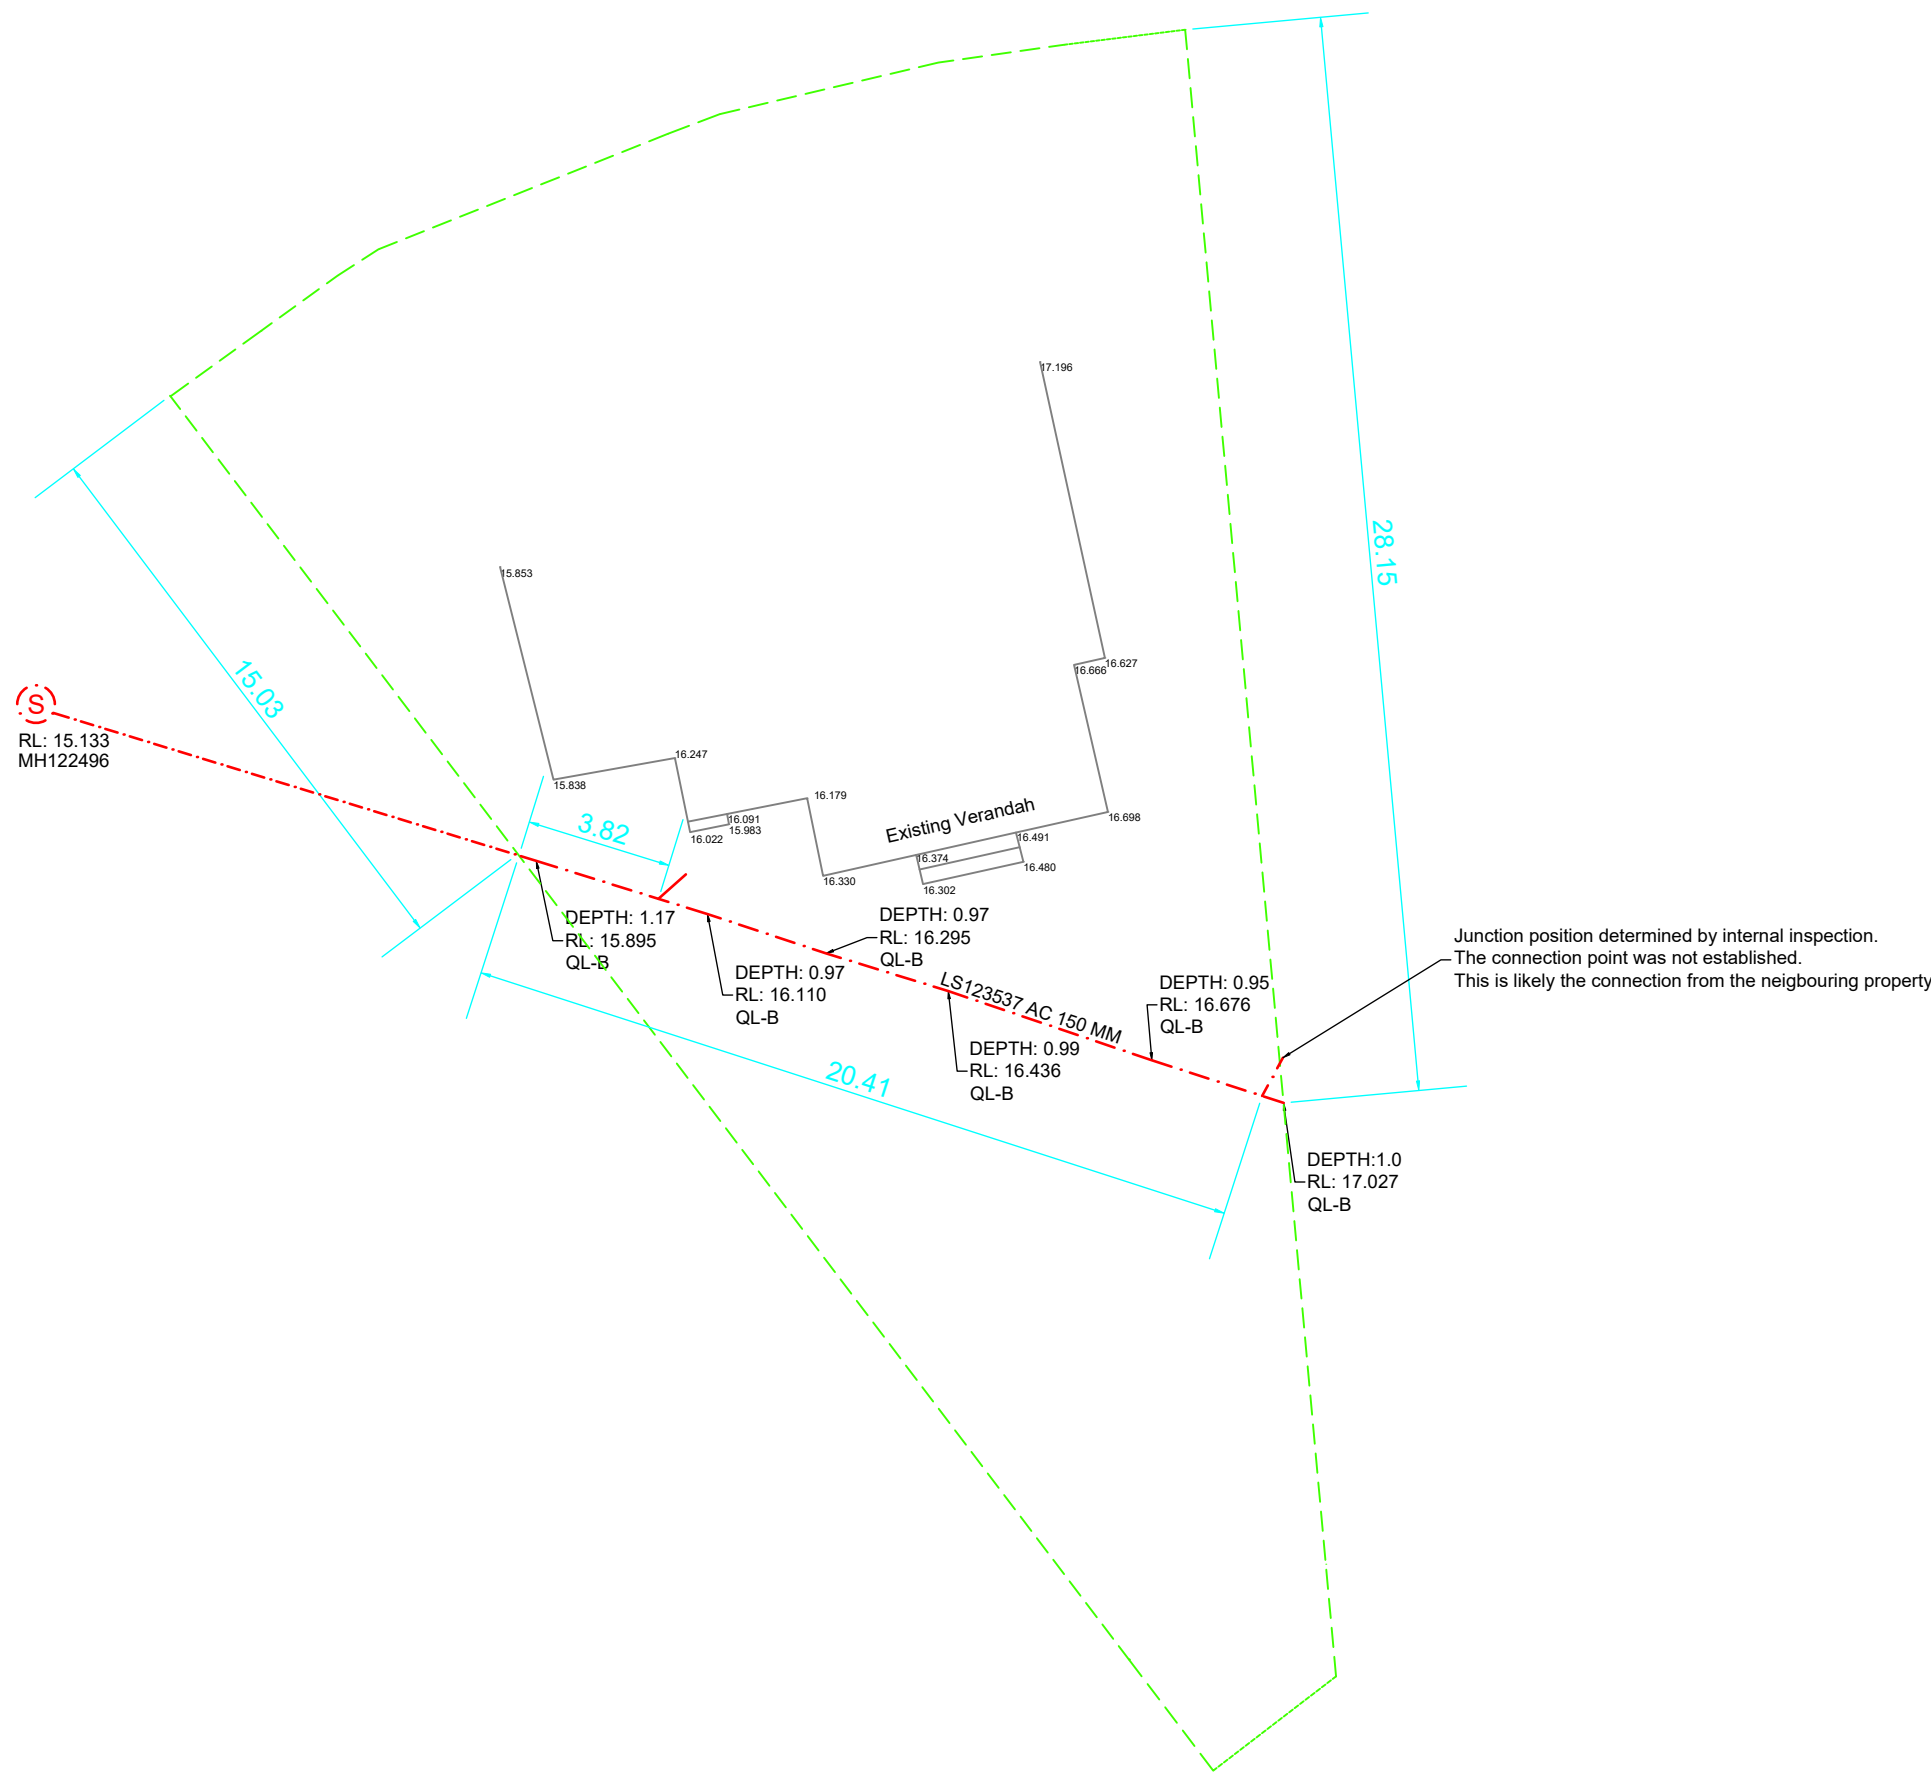 17.196
28.15
15.853
16.627
16.666
15.03
S
RL: 15.133
MH122496
16.247
15.838
16.179
16.091
15.983
16.022
3.82
Existing Verandah
16.698
16.491
16.374
16.480
16.330
16.302
DEPTH: 1.17
RL: 15.895
QL-B
DEPTH: 0.97
RL: 16.295
QL-B
DEPTH: 0.97
RL: 16.110
QL-B
LS123537 AC 150 MM
DEPTH: 0.99
RL: 16.436
QL-B
DEPTH: 0.95
RL: 16.676
QL-B
Junction position determined by internal inspection.
The connection point was not established.
This is likely the connection from the neigbouring property
20.41
DEPTH:1.0
RL: 17.027
QL-B